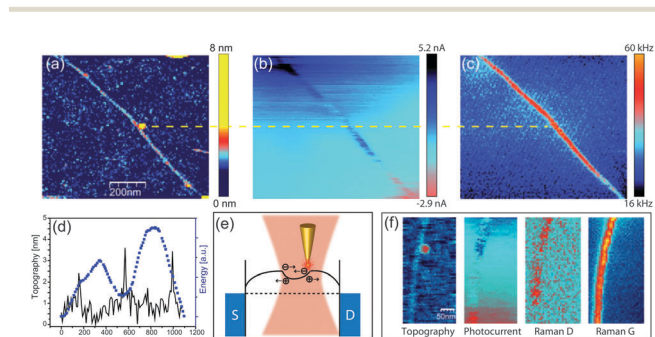 (a)
200nm
8 nm
0 nm
(b)
5.2 nA
-2.9 nA
(c)
60 kHz
16 kHz
(d)
Topography [nm]
5
4
3
2
1
0
0 200 400 600 800 1000 1200
Energy [a.u.]
(e)
S
D
(f)
50nm
Topography
Photocurrent
Raman D
Raman G